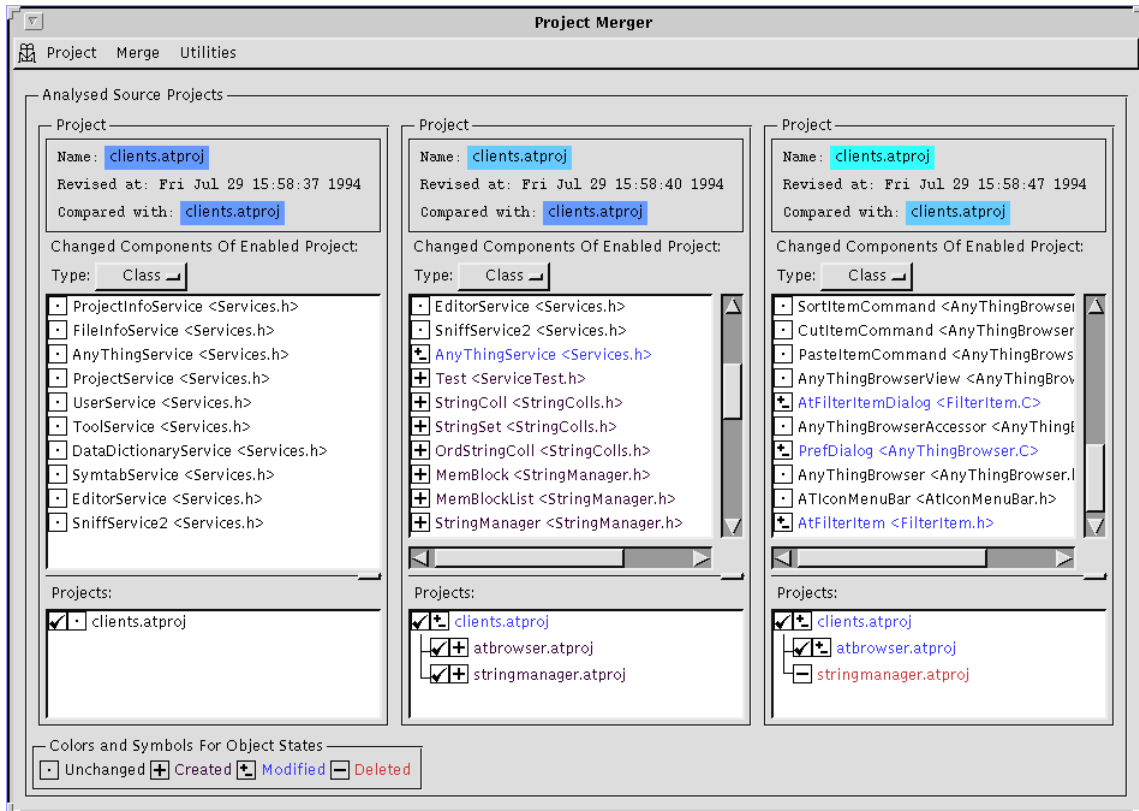 Project Merger
Project Merge Utilities
Analysed Source Projects
Project
Name: clients.atproj
Revised at: Fri Jul 29 15:58:37 1994
Compared with: clients.atproj
Changed Components Of Enabled Project:
Type: Class
ProjectInfoService <Services.h>
FileInfoService <Services.h>
AnyThingService <Services.h>
ProjectService <Services.h>
UserService <Services.h>
ToolService <Services.h>
DataDictionaryService <Services.h>
SymtabService <Services.h>
EditorService <Services.h>
SniffService2 <Services.h>
Projects:
clients.atproj
Project
Name: clients.atproj
Revised at: Fri Jul 29 15:58:40 1994
Compared with: clients.atproj
Changed Components Of Enabled Project:
Type: Class
EditorService <Services.h>
SniffService2 <Services.h>
AnyThingService <Services.h>
Test <ServiceTest.h>
StringColl <StringColls.h>
StringSet <StringColls.h>
OrdStringColl <StringColls.h>
MemBlock <StringManager.h>
MemBlockList <StringManager.h>
StringManager <StringManager.h>
Projects:
clients.atproj
atbrowser.atproj
stringmanager.atproj
Project
Name: clients.atproj
Revised at: Fri Jul 29 15:58:47 1994
Compared with: clients.atproj
Changed Components Of Enabled Project:
Type: Class
SortItemCommand <AnyThingBrowser
CutItemCommand <AnyThingBrowser
PasteItemCommand <AnyThingBrows
AnyThingBrowserView <AnyThingBrow
AtFilterItemDialog <FilterItem.C>
AnyThingBrowserAccessor <AnyThingB
PrefDialog <AnyThingBrowser.C>
AnyThingBrowser <AnyThingBrowser.h
ATIconMenuBar <AtIconMenuBar.h>
AtFilterItem <FilterItem.h>
Projects:
clients.atproj
atbrowser.atproj
stringmanager.atproj
Colors and Symbols For Object States
Unchanged Created Modified Deleted